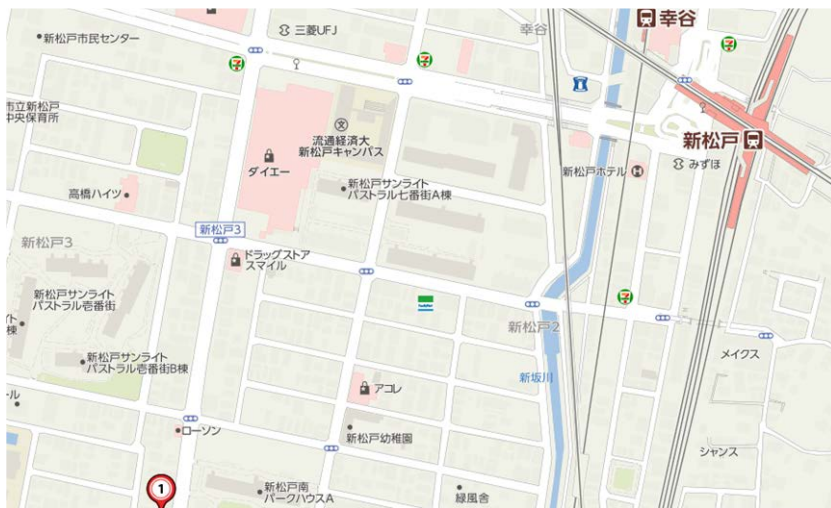 幸谷
幸谷
三菱UFJ
新松戸市民センター
市立新松戸
中央保育所
流通経済大
新松戸キャンパス
ダイエー
新松戸
みずほ
新松戸ホテル
新松戸サンライト
パストラル七番街A棟
高橋ハイツ
新松戸3
新松戸3
ドラッグストア
スマイル
新松戸サンライト
パストラル壱番街
新松戸2
メイクス
新松戸サンライト
パストラル壱番街B棟
新坂川
アコレ
ローソン
新松戸幼稚園
シャンス
1
新松戸南
パークハウスA
緑風舎